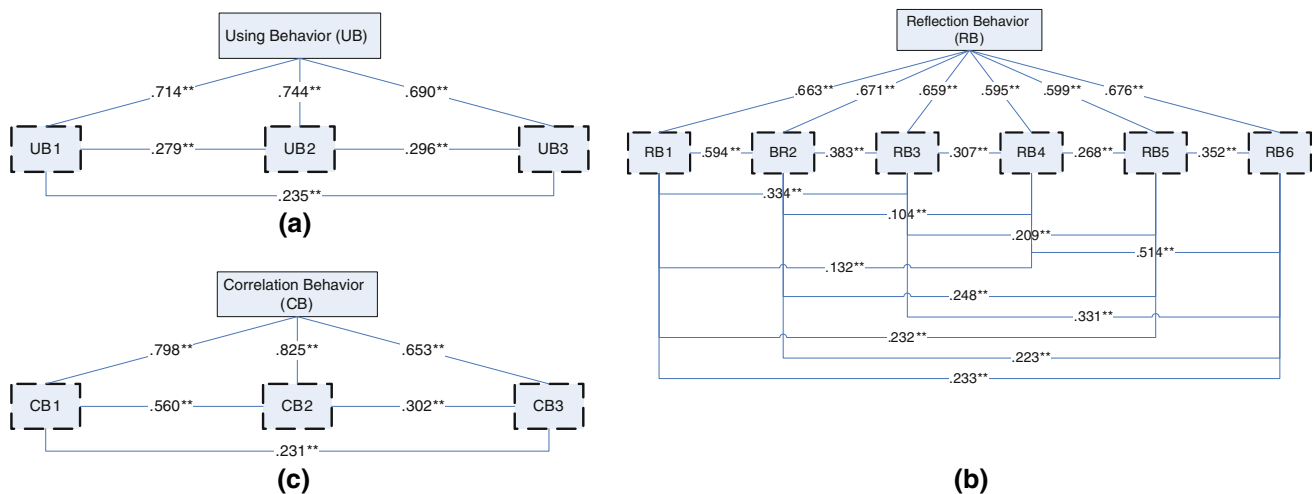 Using Behavior (UB)
.714**
.744**
.690**
UB1
.279**
UB2
.296**
UB3
.235**
(a)
Correlation Behavior
(CB)
.798**
.825**
.653**
CB1
.560**
CB2
.302**
CB3
.231**
(c)
Reflection Behavior
(RB)
.663**
.671**
.659**
.595**
.599**
.676**
RB1
.594**
BR2
.383**
RB3
.307**
RB4
.268**
RB5
.352**
RB6
.334**
.104**
.209**
.514**
.132**
.248**
.331**
.232**
.223**
.233**
(b)